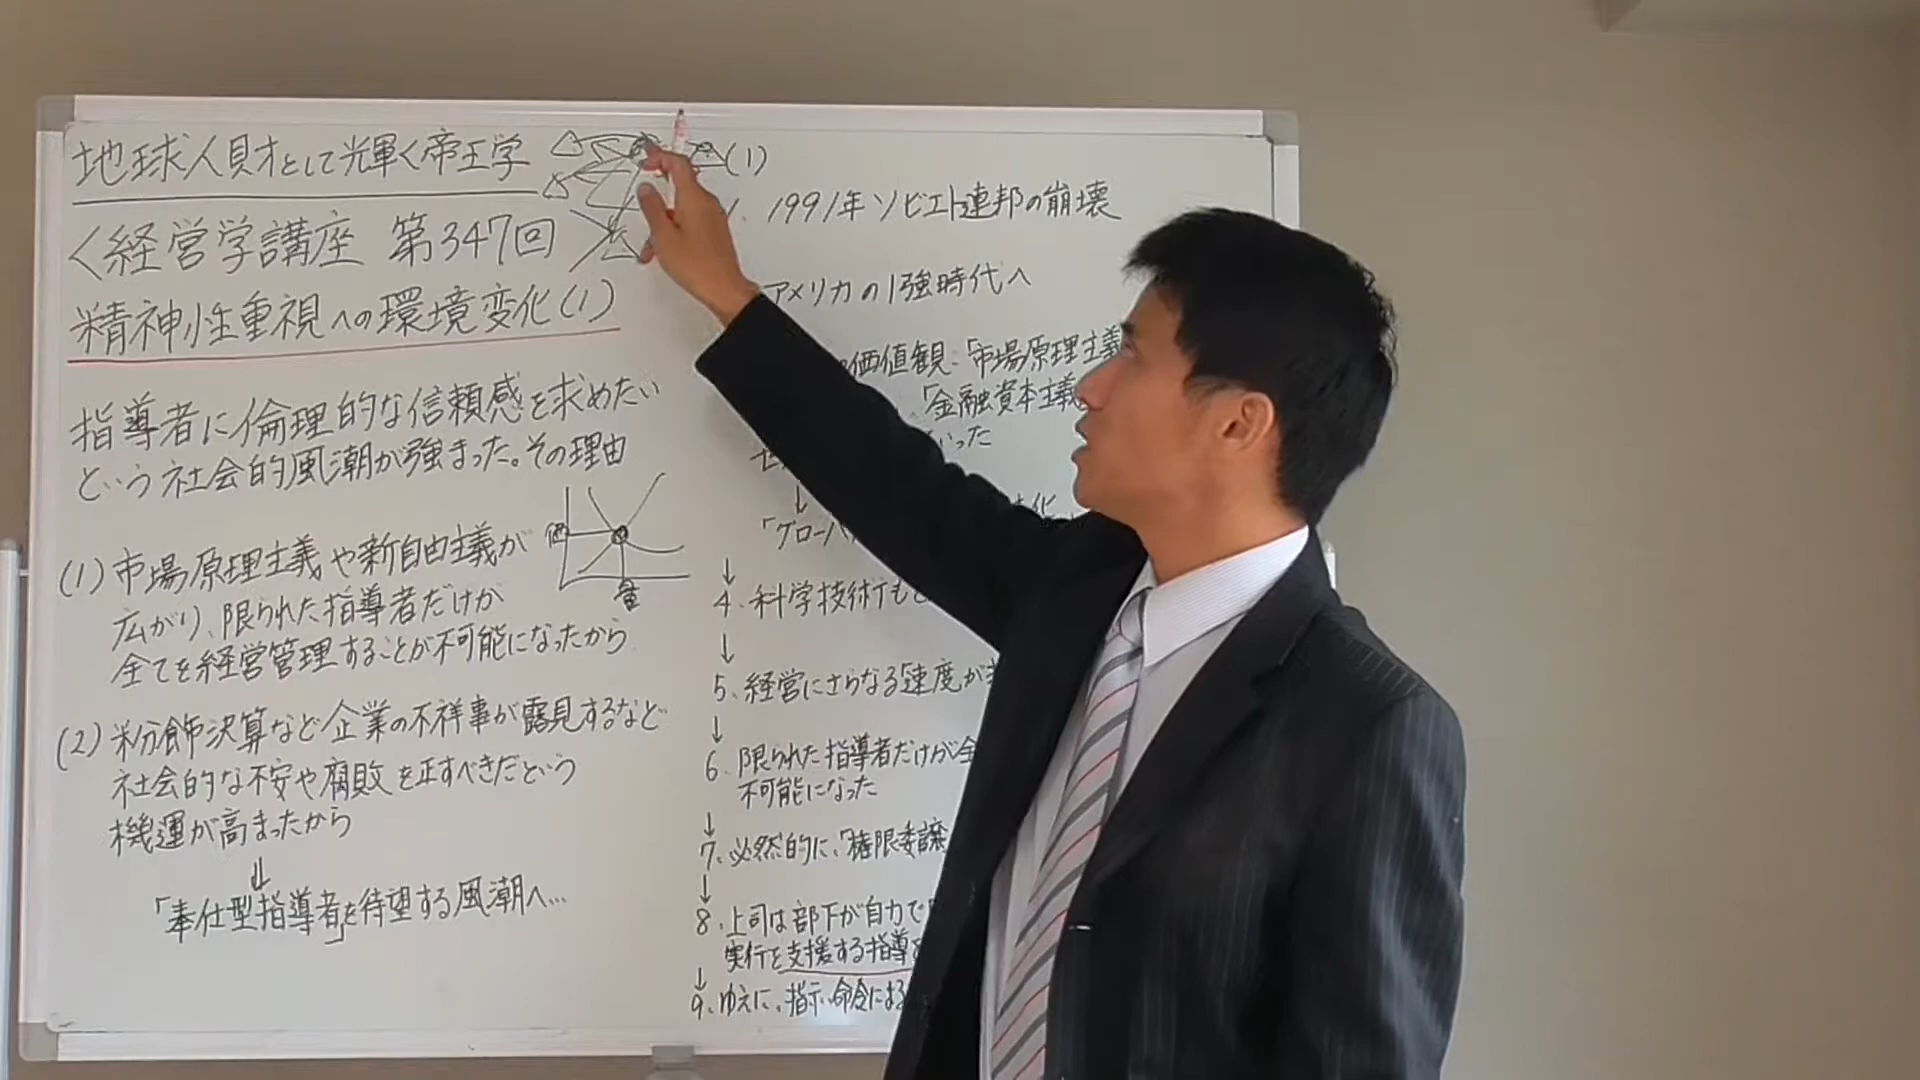 地球人財として輝く帝王学
＜経営学講座 第347回＞
精神性重視への環境変化(1)
指導者に倫理的な信頼感を求めたい
という社会的風潮が強まった。その理由
(1)市場原理主義や新自由主義が
広がり、限られた指導者だけが
全てを経営管理することが不可能になったから
価
量
(2)粉飾決算など企業の不祥事が露見するなど
社会的な不安や腐敗を正すべきだという
機運が高まったから
⇓
「奉仕型指導者」を待望する風潮へ…
(1)
1991年ソビエト連邦の崩壊
アメリカの1強時代へ
価値観、「市場原理主義
「金融資本主義
いった
↓
「グローバ
↓
4、科学技術も
↓
5、経営にさらなる速度が
↓
6、限られた指導者だけが全
不可能になった
↓
7、必然的に、「権限委譲
↓
8、上司は部下が自力で
実行を支援する指導
↓
9、ゆえに、指示・命令による